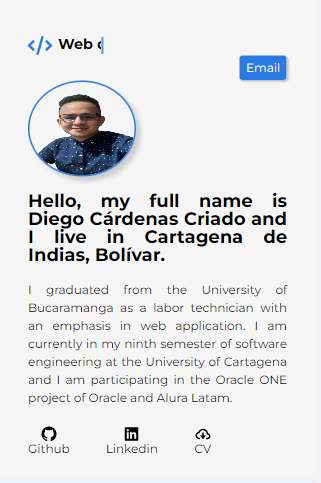 </> Web
Email
Hello, my full name is
Diego Cárdenas Criado and
I live in Cartagena de
Indias, Bolívar.
I graduated from the University of
Bucaramanga as a labor technician with
an emphasis in web application. I am
currently in my ninth semester of software
engineering at the University of Cartagena
and I am participating in the Oracle ONE
project of Oracle and Alura Latam.
Github Linkedin CV